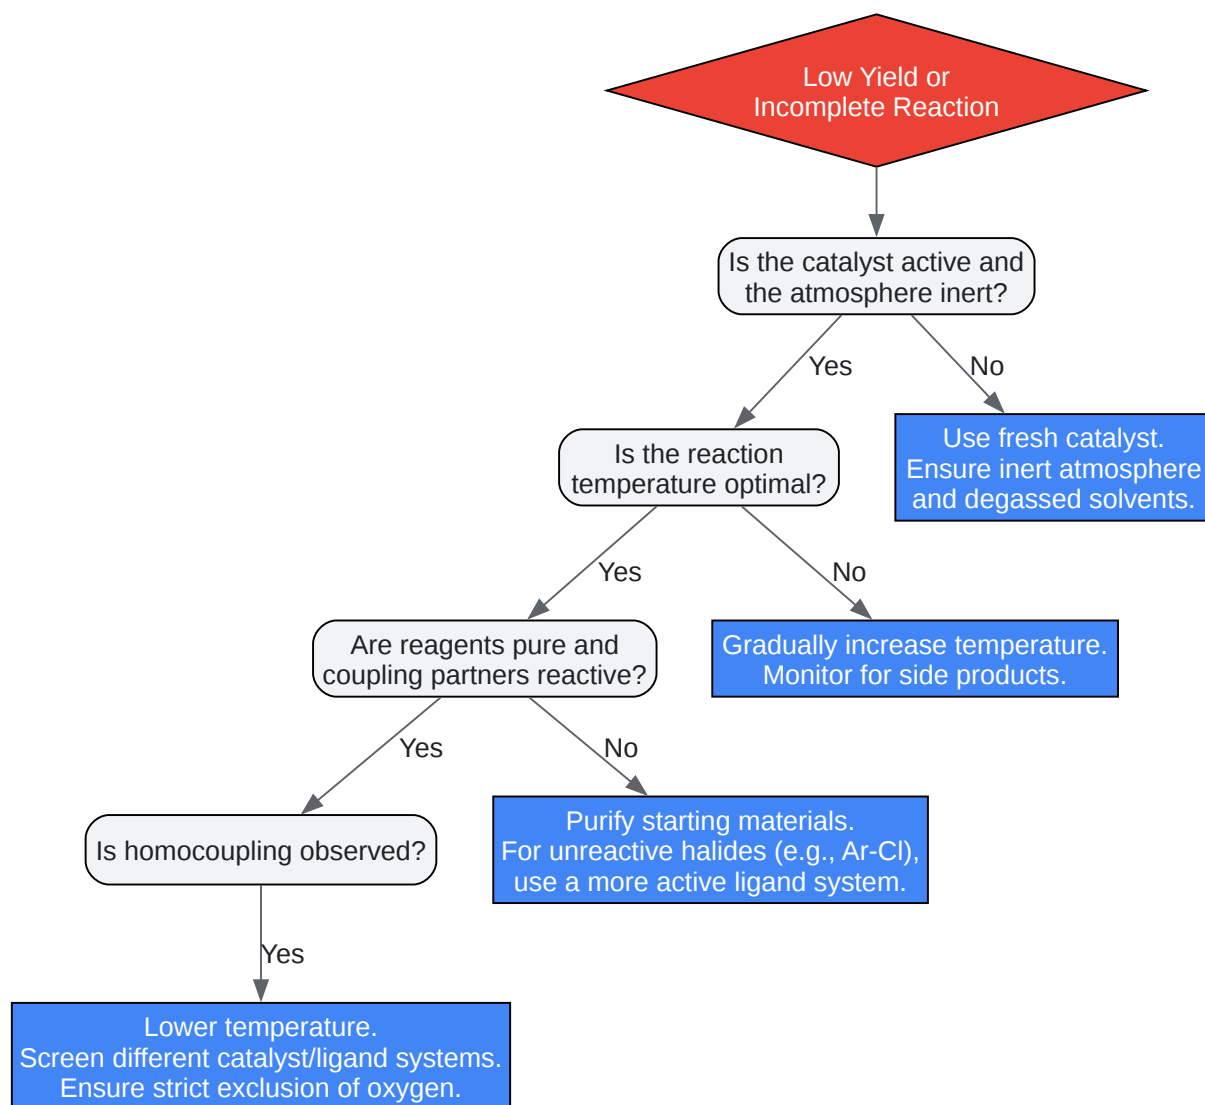 Low Yield or
Incomplete Reaction
Is the catalyst active and
the atmosphere inert?
Yes
No
Use fresh catalyst.
Ensure inert atmosphere
and degassed solvents.
Is the reaction
temperature optimal?
Yes
No
Gradually increase temperature.
Monitor for side products.
Are reagents pure and
coupling partners reactive?
Yes
No
Purify starting materials.
For unreactive halides (e.g., Ar-Cl),
use a more active ligand system.
Is homocoupling observed?
Yes
Lower temperature.
Screen different catalyst/ligand systems.
Ensure strict exclusion of oxygen.